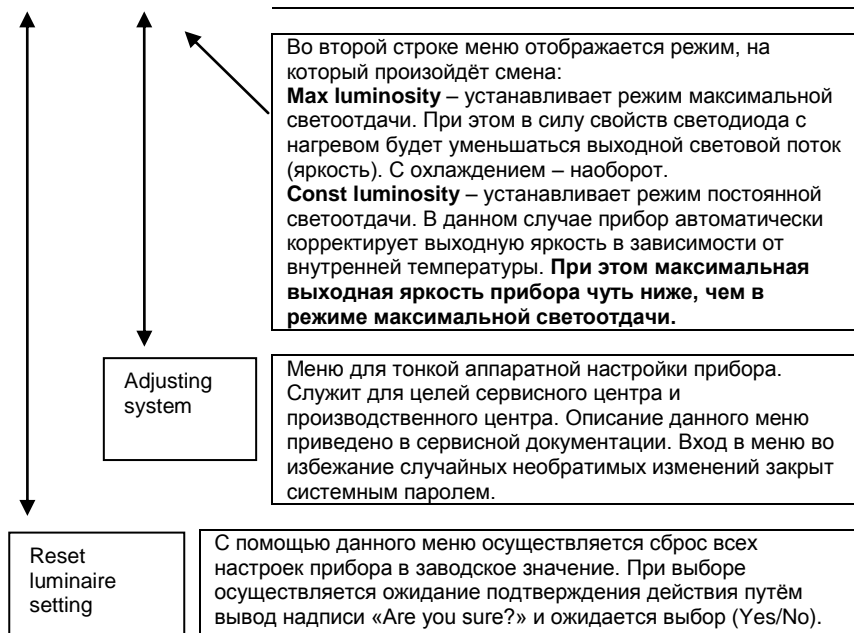 Во второй строке меню отображается режим, на
который произойдёт смена:
Max luminosity – устанавливает режим максимальной
светоотдачи. При этом в силу свойств светодиода с
нагревом будет уменьшаться выходной световой поток
(яркость). С охлаждением – наоборот.
Const luminosity – устанавливает режим постоянной
светоотдачи. В данном случае прибор автоматически
корректирует выходную яркость в зависимости от
внутренней температуры. При этом максимальная
выходная яркость прибора чуть ниже, чем в
режиме максимальной светоотдачи.
Adjusting
system
Меню для тонкой аппаратной настройки прибора.
Служит для целей сервисного центра и
производственного центра. Описание данного меню
приведено в сервисной документации. Вход в меню во
избежание случайных необратимых изменений закрыт
системным паролем.
Reset
luminaire
setting
С помощью данного меню осуществляется сброс всех
настроек прибора в заводское значение. При выборе
осуществляется ожидание подтверждения действия путём
вывод надписи «Are you sure?» и ожидается выбор (Yes/No).